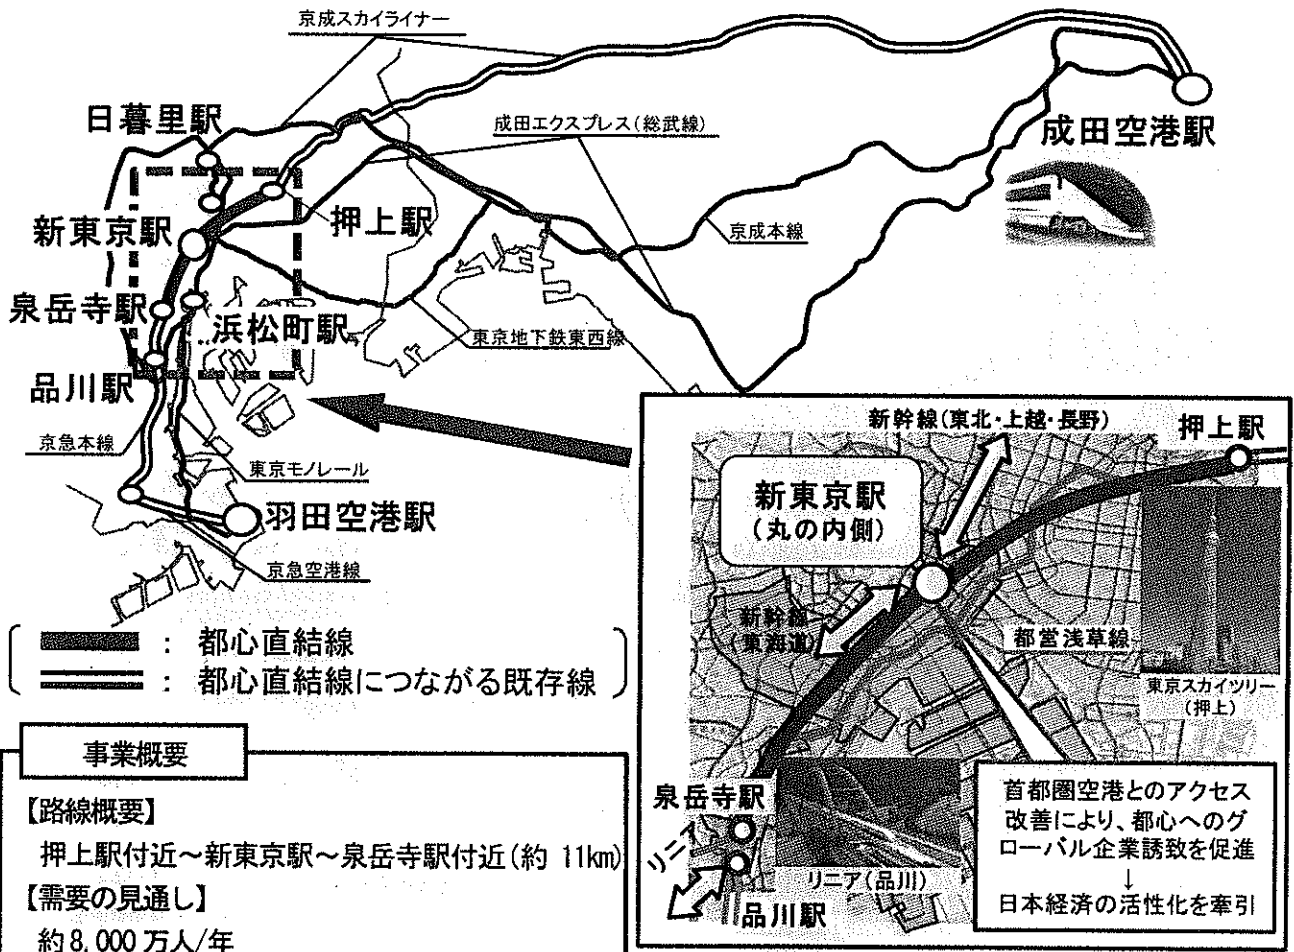 京成スカイライナー
日暮里駅
成田エクスプレス(総武線)
成田空港駅
新東京駅
押上駅
京成本線
泉岳寺駅
浜松町駅
東京地下鉄東西線
品川駅
京急本線
東京モノレール
羽田空港駅
京急空港線
: 都心直結線
: 都心直結線につながる既存線
新幹線(東北・上越・長野)
押上駅
新東京駅
(丸の内側)
新幹線
(東海道)
都営浅草線
東京スカイツリー
(押上)
泉岳寺駅
リニア
リニア(品川)
品川駅
首都圏空港とのアクセス
改善により、都心へのグ
ローバル企業誘致を促進
↓
日本経済の活性化を牽引
事業概要
【路線概要】
押上駅付近~新東京駅~泉岳寺駅付近(約 11km)
【需要の見通し】
約 8,000 万人/年